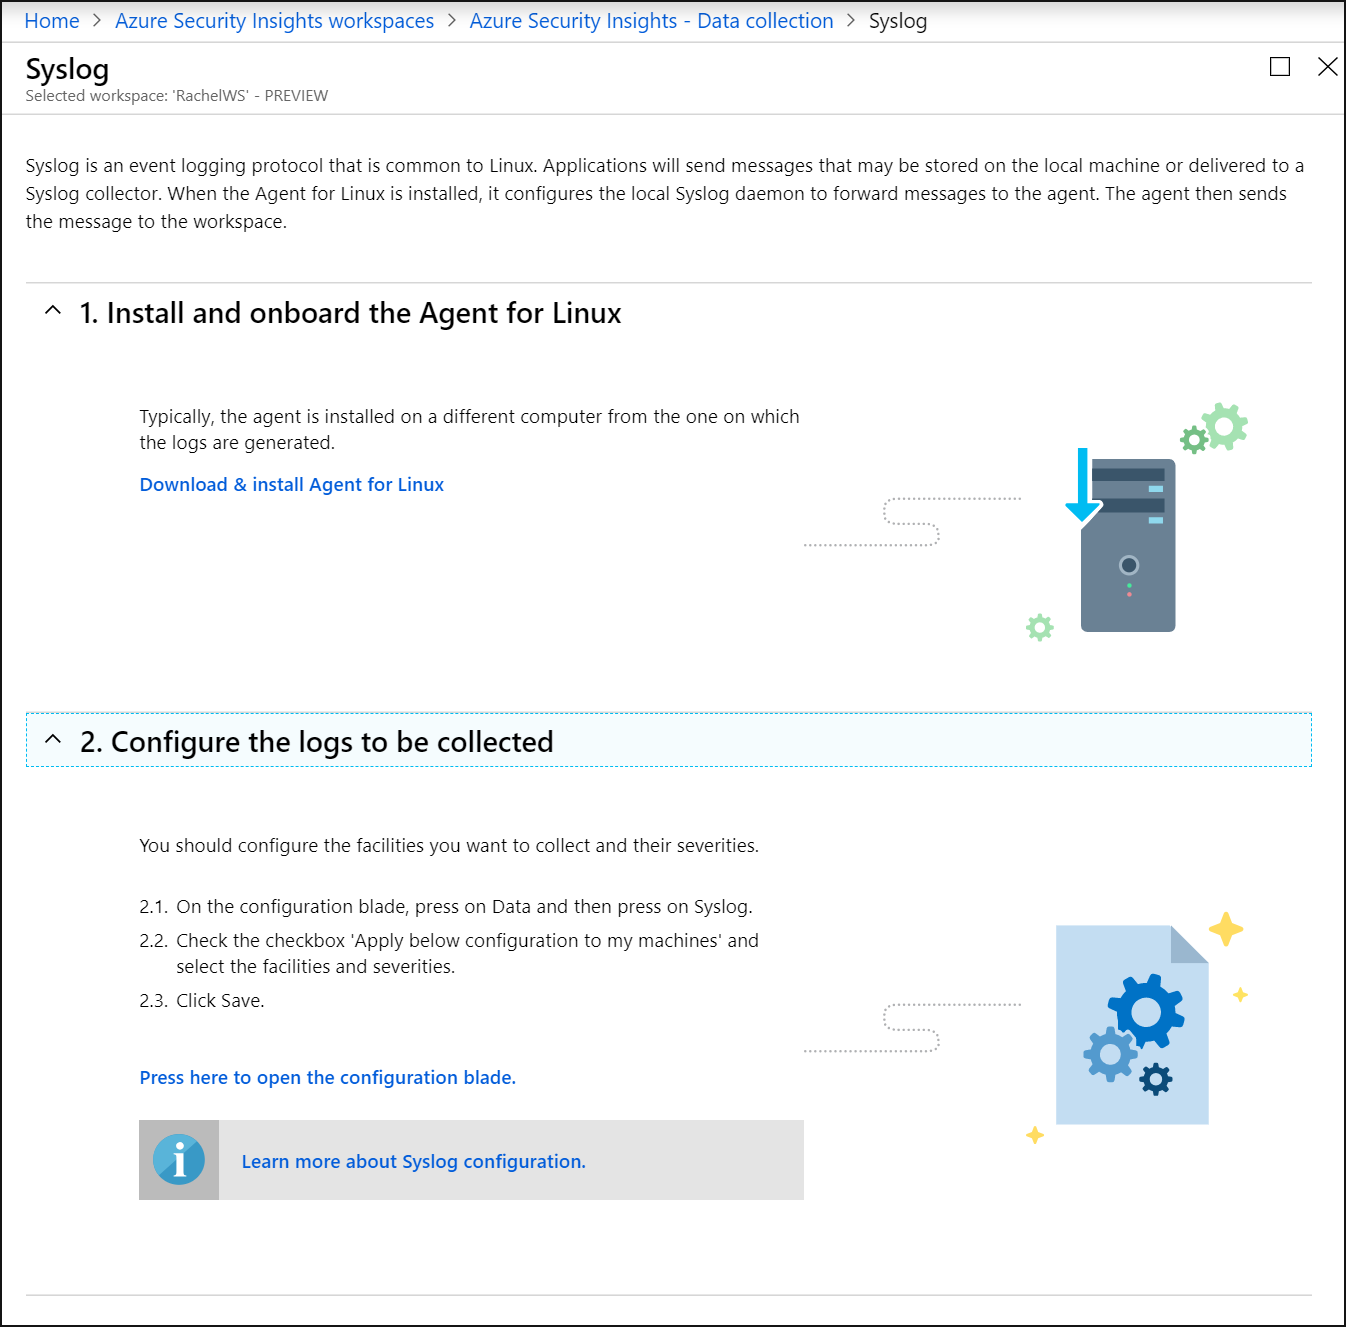 Home > Azure Security Insights workspaces > Azure Security Insights - Data collection > Syslog
Syslog
Selected workspace: 'RachelWS' - PREVIEW
Syslog is an event logging protocol that is common to Linux. Applications will send messages that may be stored on the local machine or delivered to a
Syslog collector. When the Agent for Linux is installed, it configures the local Syslog daemon to forward messages to the agent. The agent then sends
the message to the workspace.
1. Install and onboard the Agent for Linux
Typically, the agent is installed on a different computer from the one on which
the logs are generated.
Download & install Agent for Linux
2. Configure the logs to be collected
You should configure the facilities you want to collect and their severities.
2.1. On the configuration blade, press on Data and then press on Syslog.
2.2. Check the checkbox 'Apply below configuration to my machines' and
select the facilities and severities.
2.3. Click Save.
Press here to open the configuration blade.
i
Learn more about Syslog configuration.